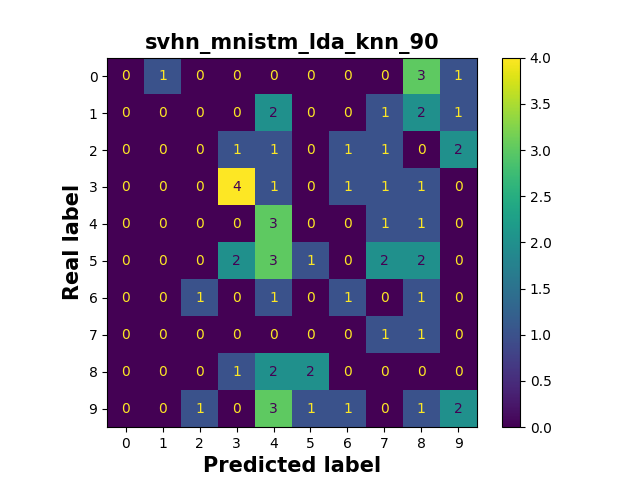 svhn_mnistm_lda_knn_90
0 0 1 0 0 0 0 0 0 3 1
1 0 0 0 0 2 0 0 1 2 1
2 0 0 0 1 1 0 1 1 0 2
3 0 0 0 4 1 0 1 1 1 0
4 0 0 0 0 3 0 0 1 1 0
5 0 0 0 2 3 1 0 2 2 0
6 0 0 1 0 1 0 1 0 1 0
7 0 0 0 0 0 0 0 1 1 0
8 0 0 0 1 2 2 0 0 0 0
9 0 0 1 0 3 1 1 0 1 2
0 1 2 3 4 5 6 7 8 9
Predicted label
Real label
4.0
3.5
3.0
2.5
2.0
1.5
1.0
0.5
0.0